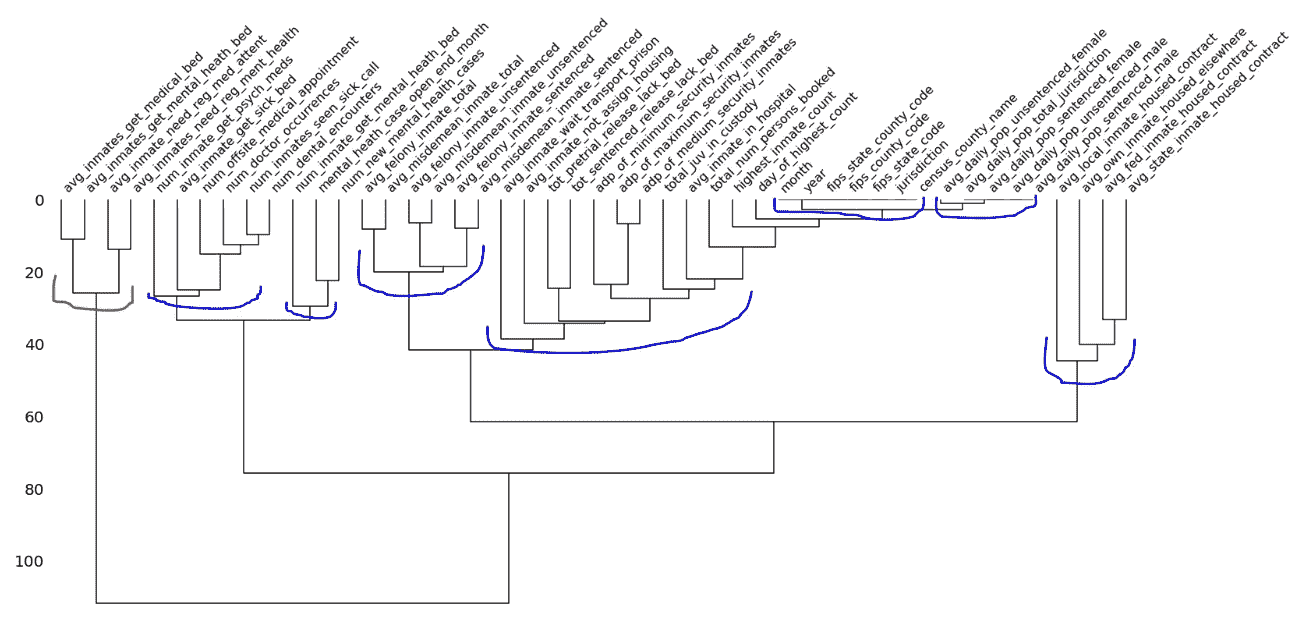 avg_inmates_get_medical_bed
avg_inmates_get_mental_heath_bed
avg_inmate_need_reg_med_attent
avg_inmates_need_reg_ment_health
num_inmates_get_psych_meds
avg_inmate_get_sick_bed
num_offsite_medical_appointment
num_doctor_occurrences
num_inmates_seen_sick_call
num_dental_encounters
num_inmate_get_mental_heath_bed
mental_heath_case_open_end_month
num_new_mental_health_cases
avg_felony_inmate_total
avg_misdemean_inmate_total
avg_felony_inmate_unsentenced
avg_misdemean_inmate_unsentenced
avg_felony_inmate_sentenced
avg_misdemean_inmate_sentenced
avg_inmate_wait_transport_prison
avg_inmate_not_assign_housing
tot_pretrial_release_lack_bed
tot_sentenced_release_lack_bed
adp_of_minimum_security_inmates
adp_of_maximum_security_inmates
adp_of_medium_security_inmates
total_juv_in_custody
avg_inmate_in_hospital
total_num_persons_booked
highest_inmate_count
day_of_highest_count
month
year
fips_state_county_code
fips_county_code
fips_state_code
jurisdiction
census_county_name
avg_daily_pop_unsentenced_female
avg_daily_pop_total_jurisdiction
avg_daily_pop_sentenced_female
avg_daily_pop_unsentenced_male
avg_daily_pop_sentenced_male
avg_local_inmate_housed_contract
avg_own_inmate_housed_elsewhere
avg_fed_inmate_housed_contract
avg_state_inmate_housed_contract
0
20
40
60
80
100